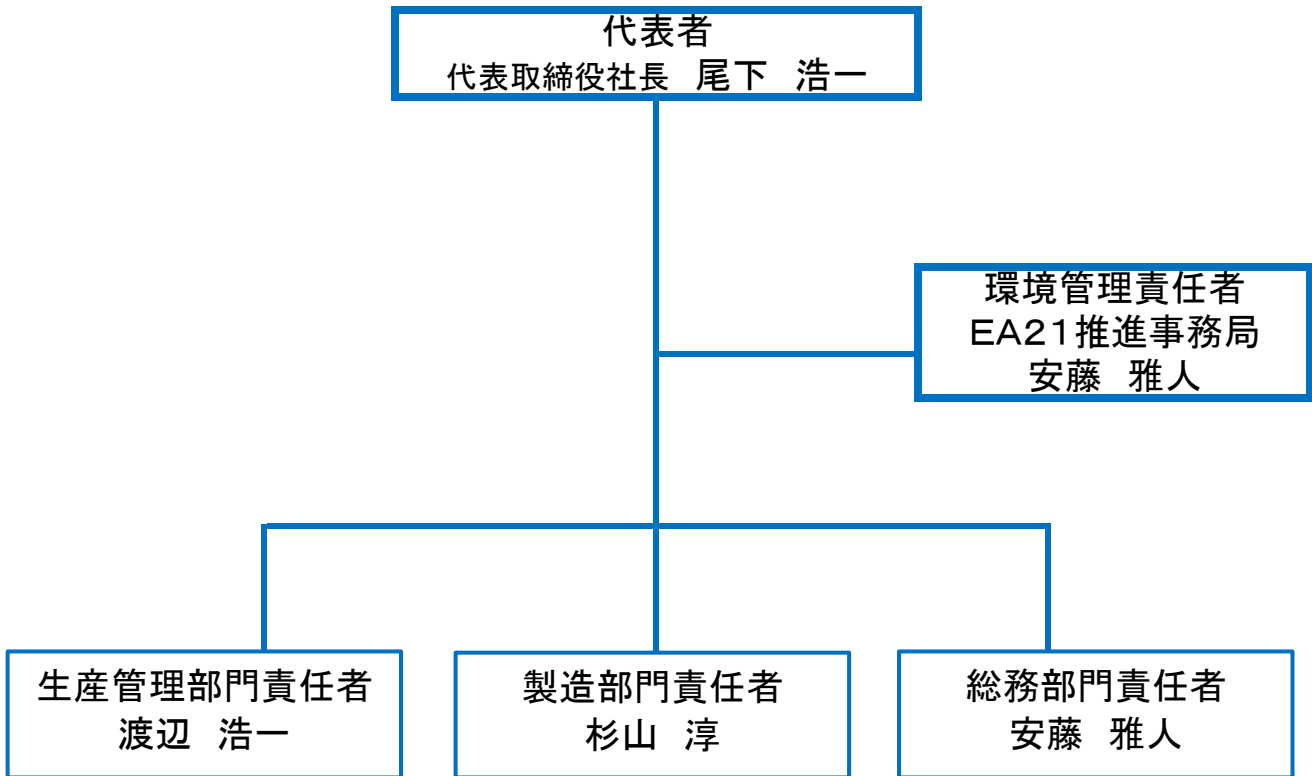 代表者
代表取締役社長　尾下　浩一
環境管理責任者
EA21推進事務局
安藤　雅人
生産管理部門責任者
渡辺　浩一
製造部門責任者
杉山　淳
総務部門責任者
安藤　雅人